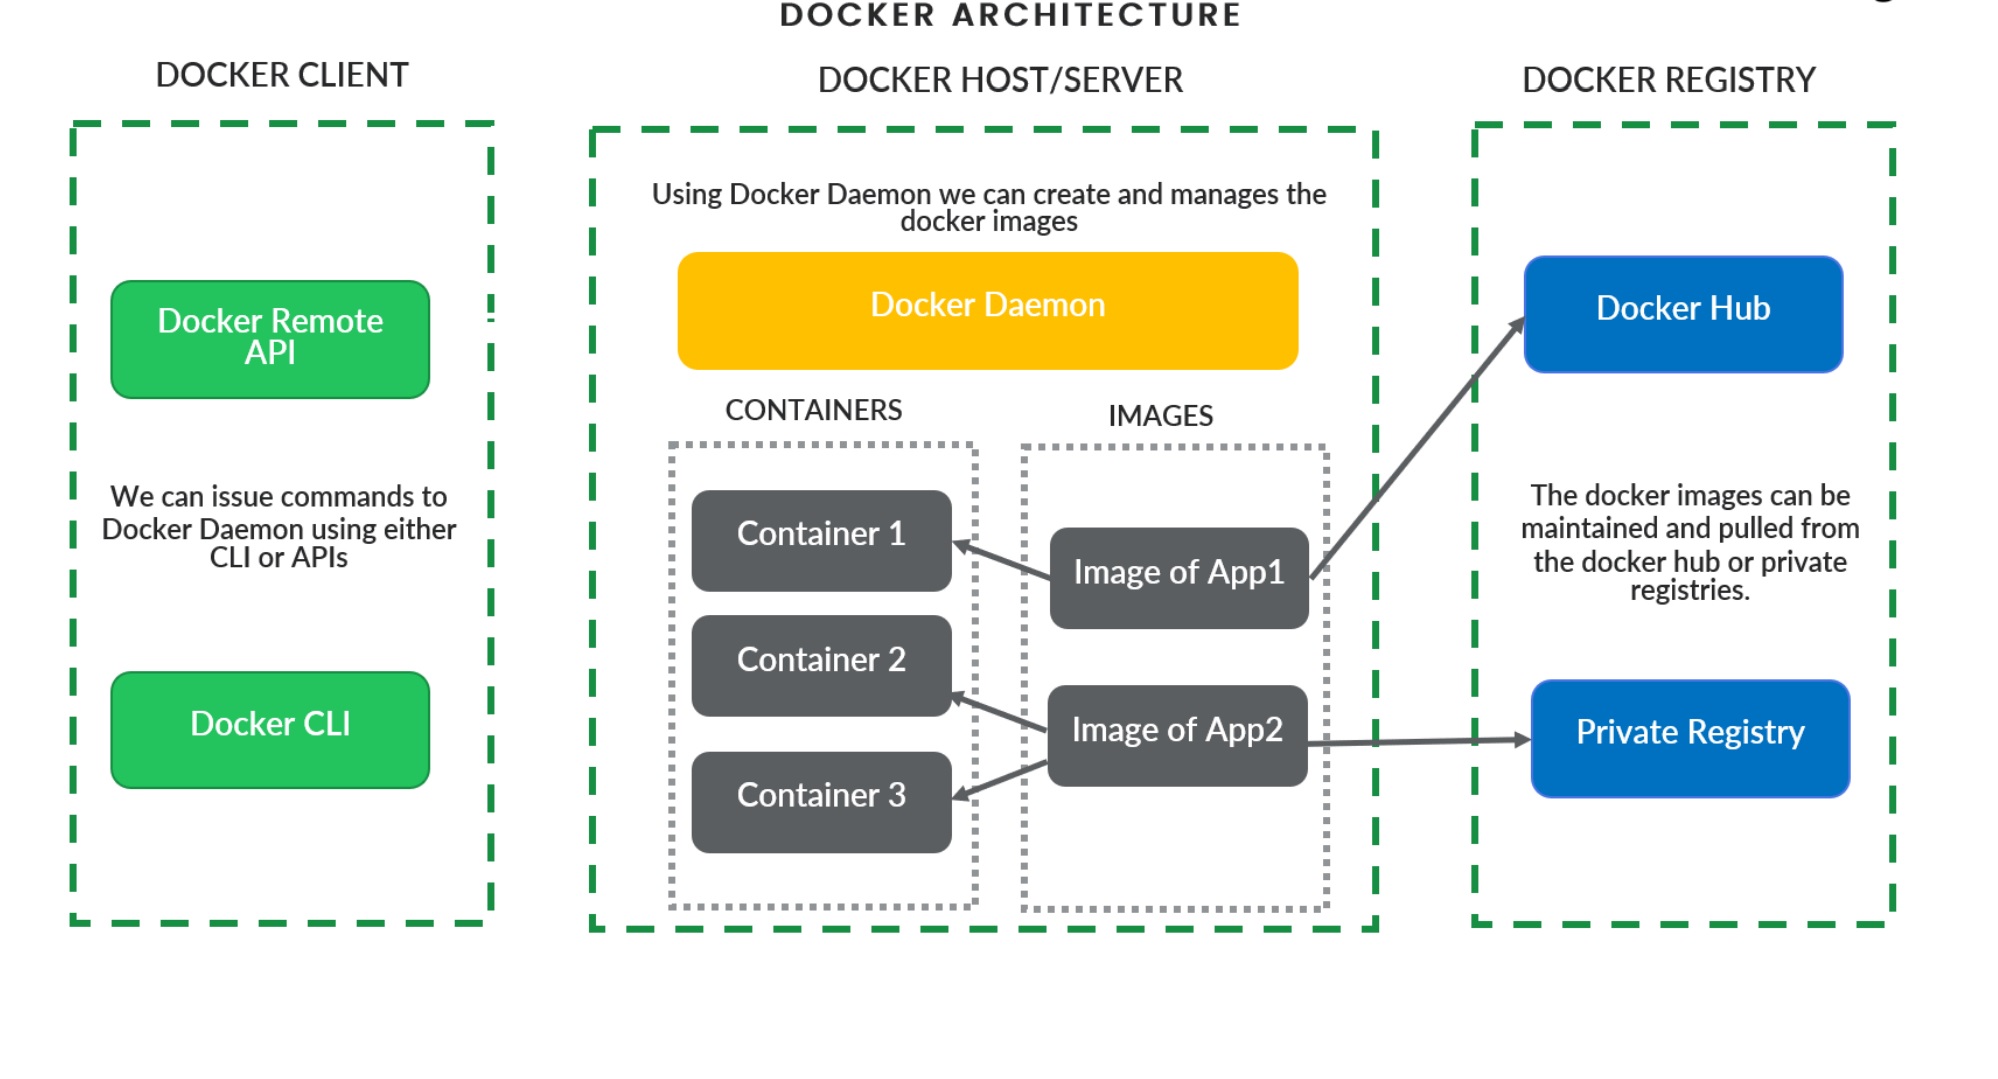 DOCKER ARCHITECTURE
DOCKER CLIENT
Docker Remote
API
We can issue commands to
Docker Daemon using either
CLI or APIs
Docker CLI
DOCKER HOST/SERVER
Using Docker Daemon we can create and manages the
docker images
Docker Daemon
CONTAINERS
Container 1
Container 2
Container 3
IMAGES
Image of App1
Image of App2
DOCKER REGISTRY
Docker Hub
The docker images can be
maintained and pulled from
the docker hub or private
registries.
Private Registry